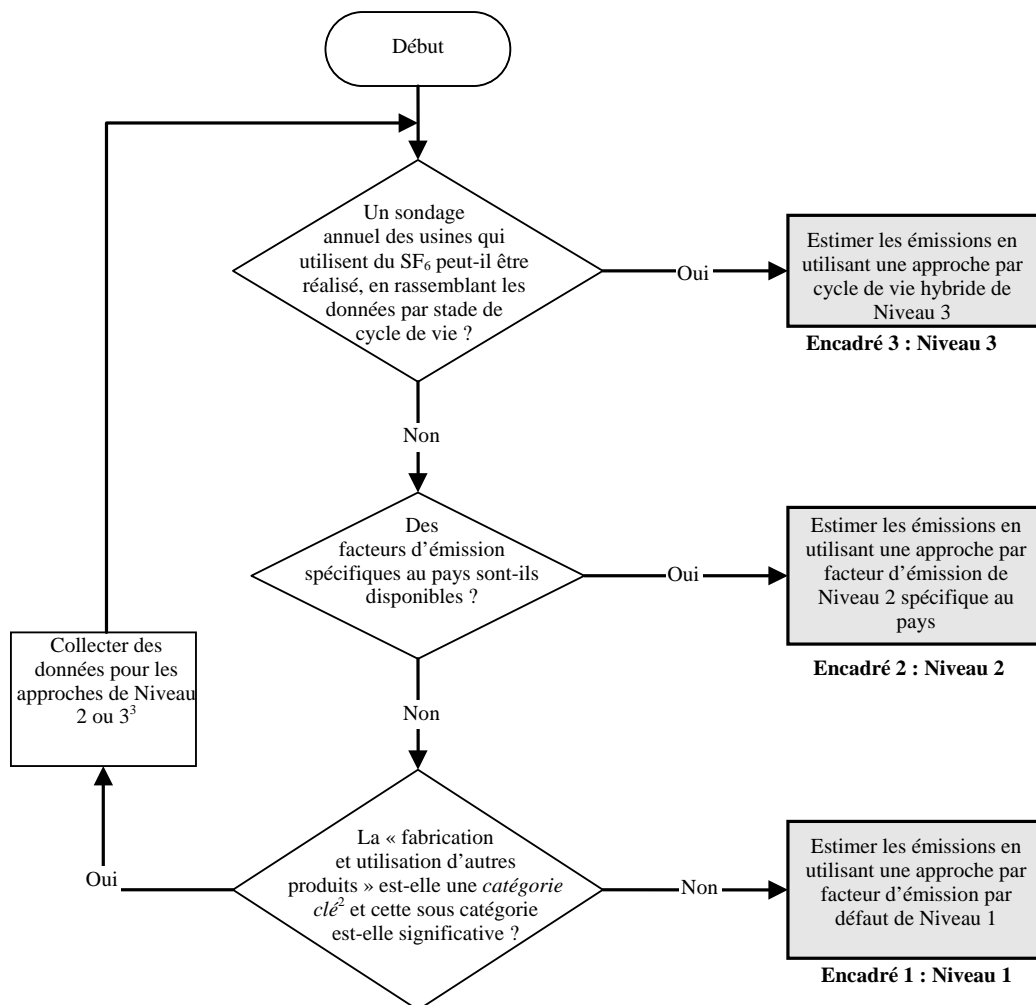 Début
Un sondage
annuel des usines qui
utilisent du SF₆ peut-il être
réalisé, en rassemblant les
données par stade de
cycle de vie ?
Oui
Estimer les émissions en
utilisant une approche par
cycle de vie hybride de
Niveau 3
Encadré 3 : Niveau 3
Non
Des
facteurs d’émission
spécifiques au pays sont-ils
disponibles ?
Oui
Estimer les émissions en
utilisant une approche par
facteur d’émission de
Niveau 2 spécifique au
pays
Encadré 2 : Niveau 2
Collecter des
données pour les
approches de Niveau
2 ou 3³
Non
La « fabrication
et utilisation d’autres
produits » est-elle une catégorie
clé² et cette sous catégorie
est-elle significative ?
Oui
Non
Estimer les émissions en
utilisant une approche par
facteur d’émission par
défaut de Niveau 1
Encadré 1 : Niveau 1